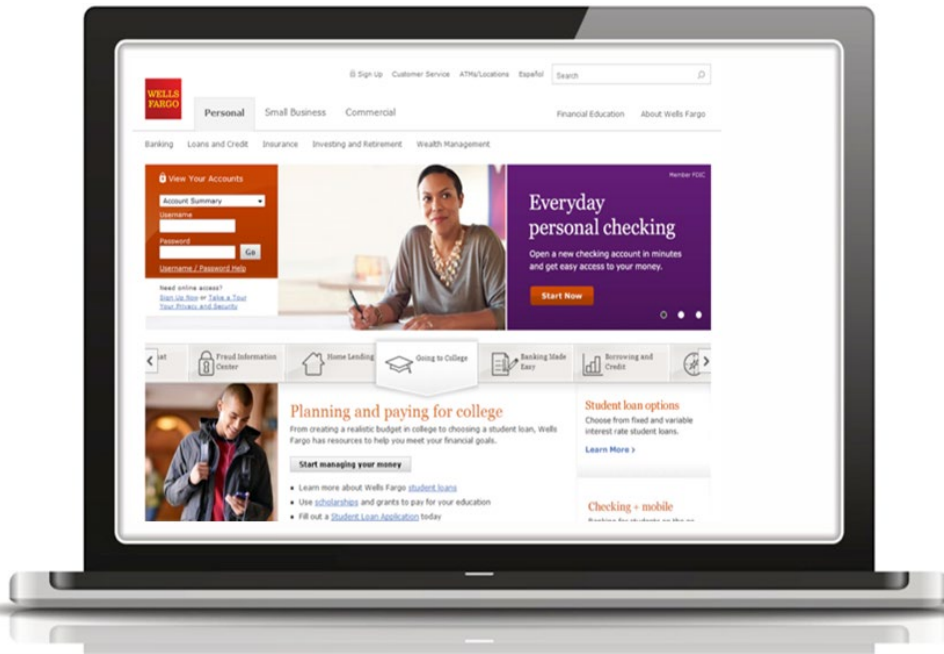 Sign Up Customer Service ATMs/Locations Español Search
WELLS
FARGO
Personal Small Business Commercial
Financial Education About Wells Fargo
Banking Loans and Credit Insurance Investing and Retirement Wealth Management
View Your Accounts
Account Summary
Username
Password
Go
Username / Password Help
Need online access?
Sign Up Now or Take a Tour
Your Privacy and Security
Member FDIC
Everyday
personal checking
Open a new checking account in minutes
and get easy access to your money.
Start Now
Fraud Information
Center
Home Lending
Going to College
Banking Made
Easy
Borrowing and
Credit
Planning and paying for college
From creating a realistic budget in college to choosing a student loan, Wells
Fargo has resources to help you meet your financial goals.
Start managing your money
Learn more about Wells Fargo student loans
Use scholarships and grants to pay for your education
Fill out a Student Loan Application today
Student loan options
Choose from fixed and variable
interest rate student loans.
Learn More >
Checking + mobile